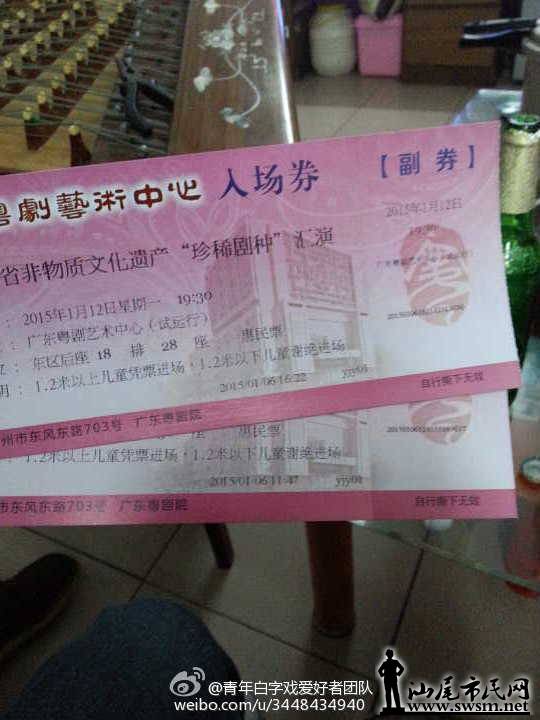 粤劇藝術中心 入场券
【副券】
省非物质文化遗产“珍稀剧种”汇演
: 2015年1月12日星期一 19:30
: 广东粤剧艺术中心（试运行）
: 东区后座 18 排 28 座 惠民票
: 1.2米以上儿童凭票进场，1.2米以下儿童谢绝进场
2015/01/06 16:22
州市东风东路703号 广东粤剧院
2015年1月12日
19:30
自行撕下无效
座 惠民票
: 1.2米以上儿童凭票进场，1.2米以下儿童谢绝进场
2015/01/06 11:47
市东风东路703号 广东粤剧院
自行撕下无效
@青年白字戏爱好者团队
weibo.com/u/3448434940
汕尾市民网
www.swsm.net